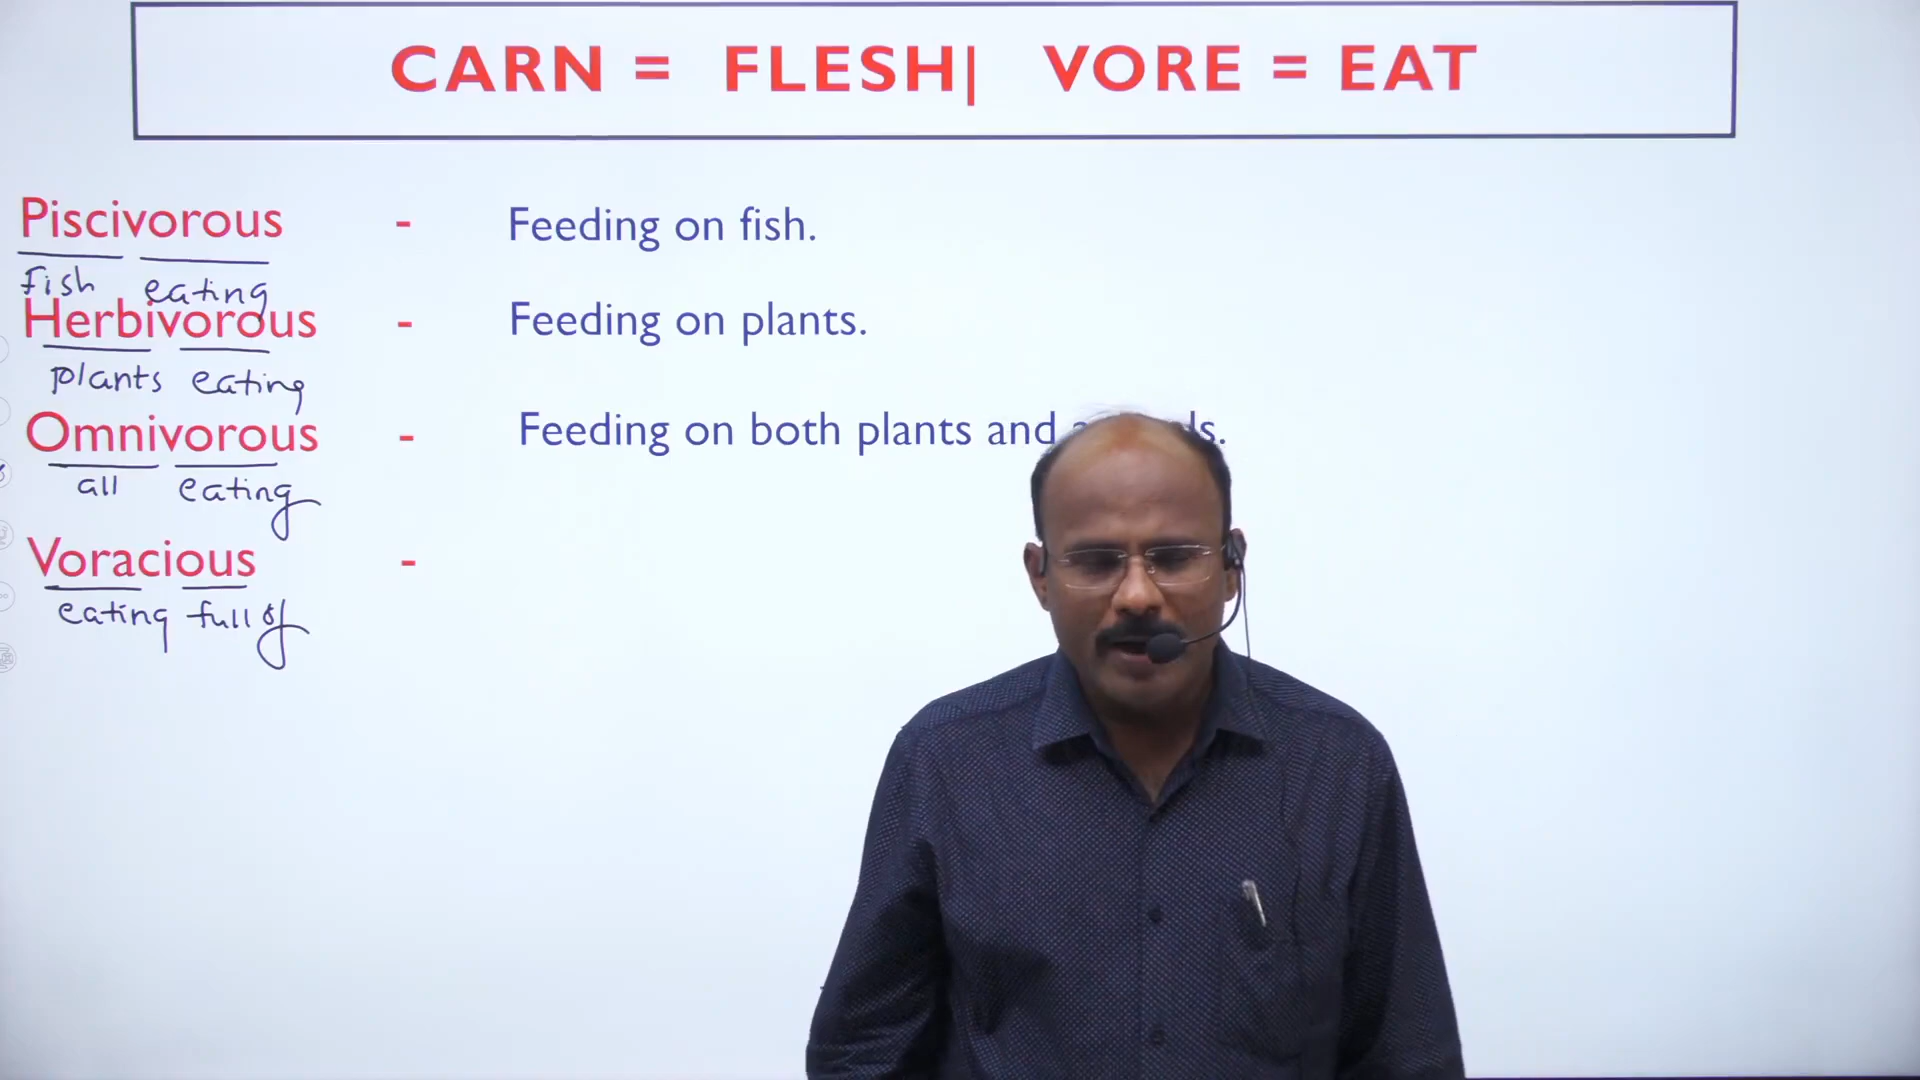 CARN = FLESH| VORE = EAT
Piscivorous - Feeding on fish.
fish eating
Herbivorous - Feeding on plants.
plants eating
Omnivorous - Feeding on both plants and
all eating
Voracious -
eating full of